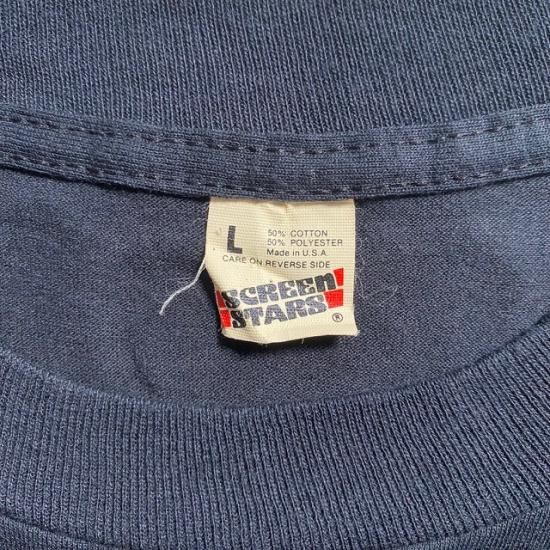 L
50% COTTON
50% POLYESTER
Made in U.S.A.
CARE ON REVERSE SIDE
SCREEN
STARS
®